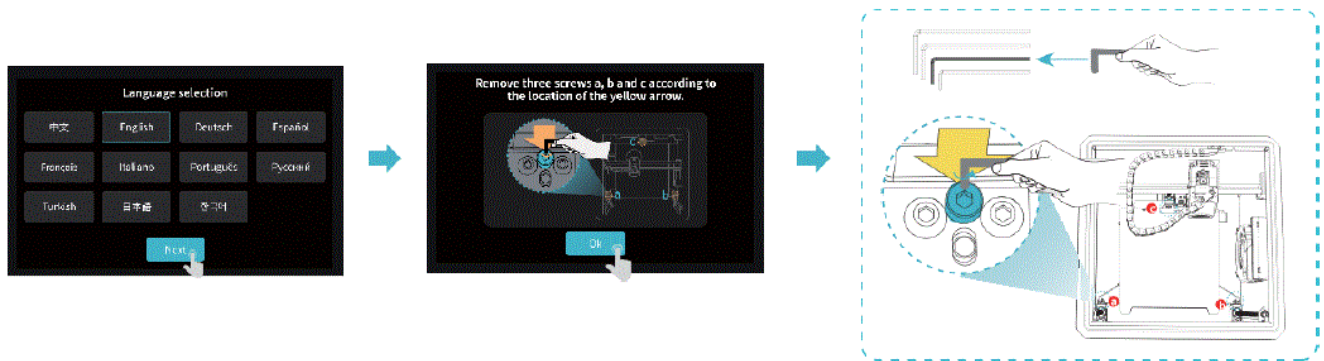 Language selection
中文
English
Deutsch
Español
Français
Italiano
Português
Русский
Turkish
日本語
한국어
Next
Remove three screws a, b and c according to
the location of the yellow arrow.
c
a
b
Ok
c
a
b